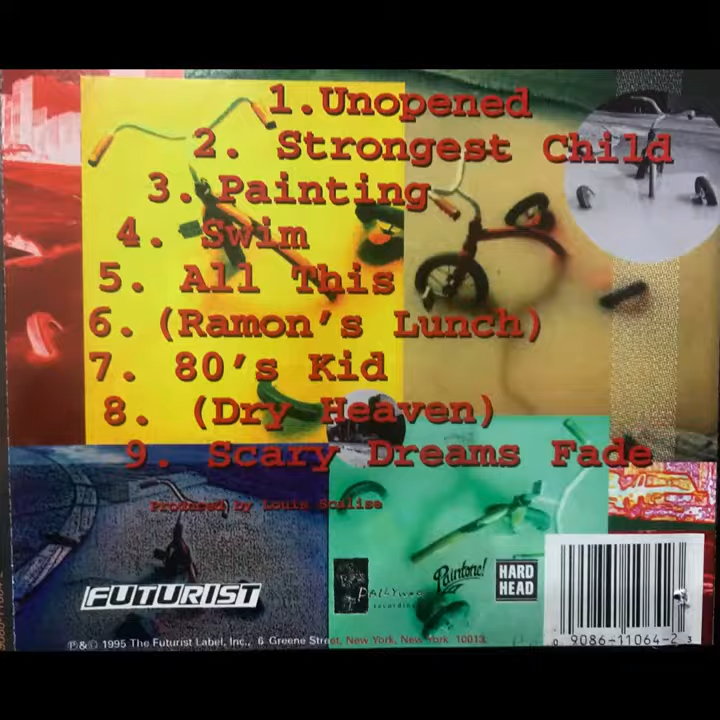 1.Unopened
2. Strongest Child
3. Painting
4. Swim
5. All This
6. (Ramon's Lunch)
7. 80's Kid
8. (Dry Heaven)
9. Scary Dreams Fade
Produced by Louis Scalise
FUTURIST
Paintone!
HARD
HEAD
recordings
0 9086-11064-2 3
℗&© 1995 The Futurist Label, Inc., 6 Greene Street, New York, New York 10013.